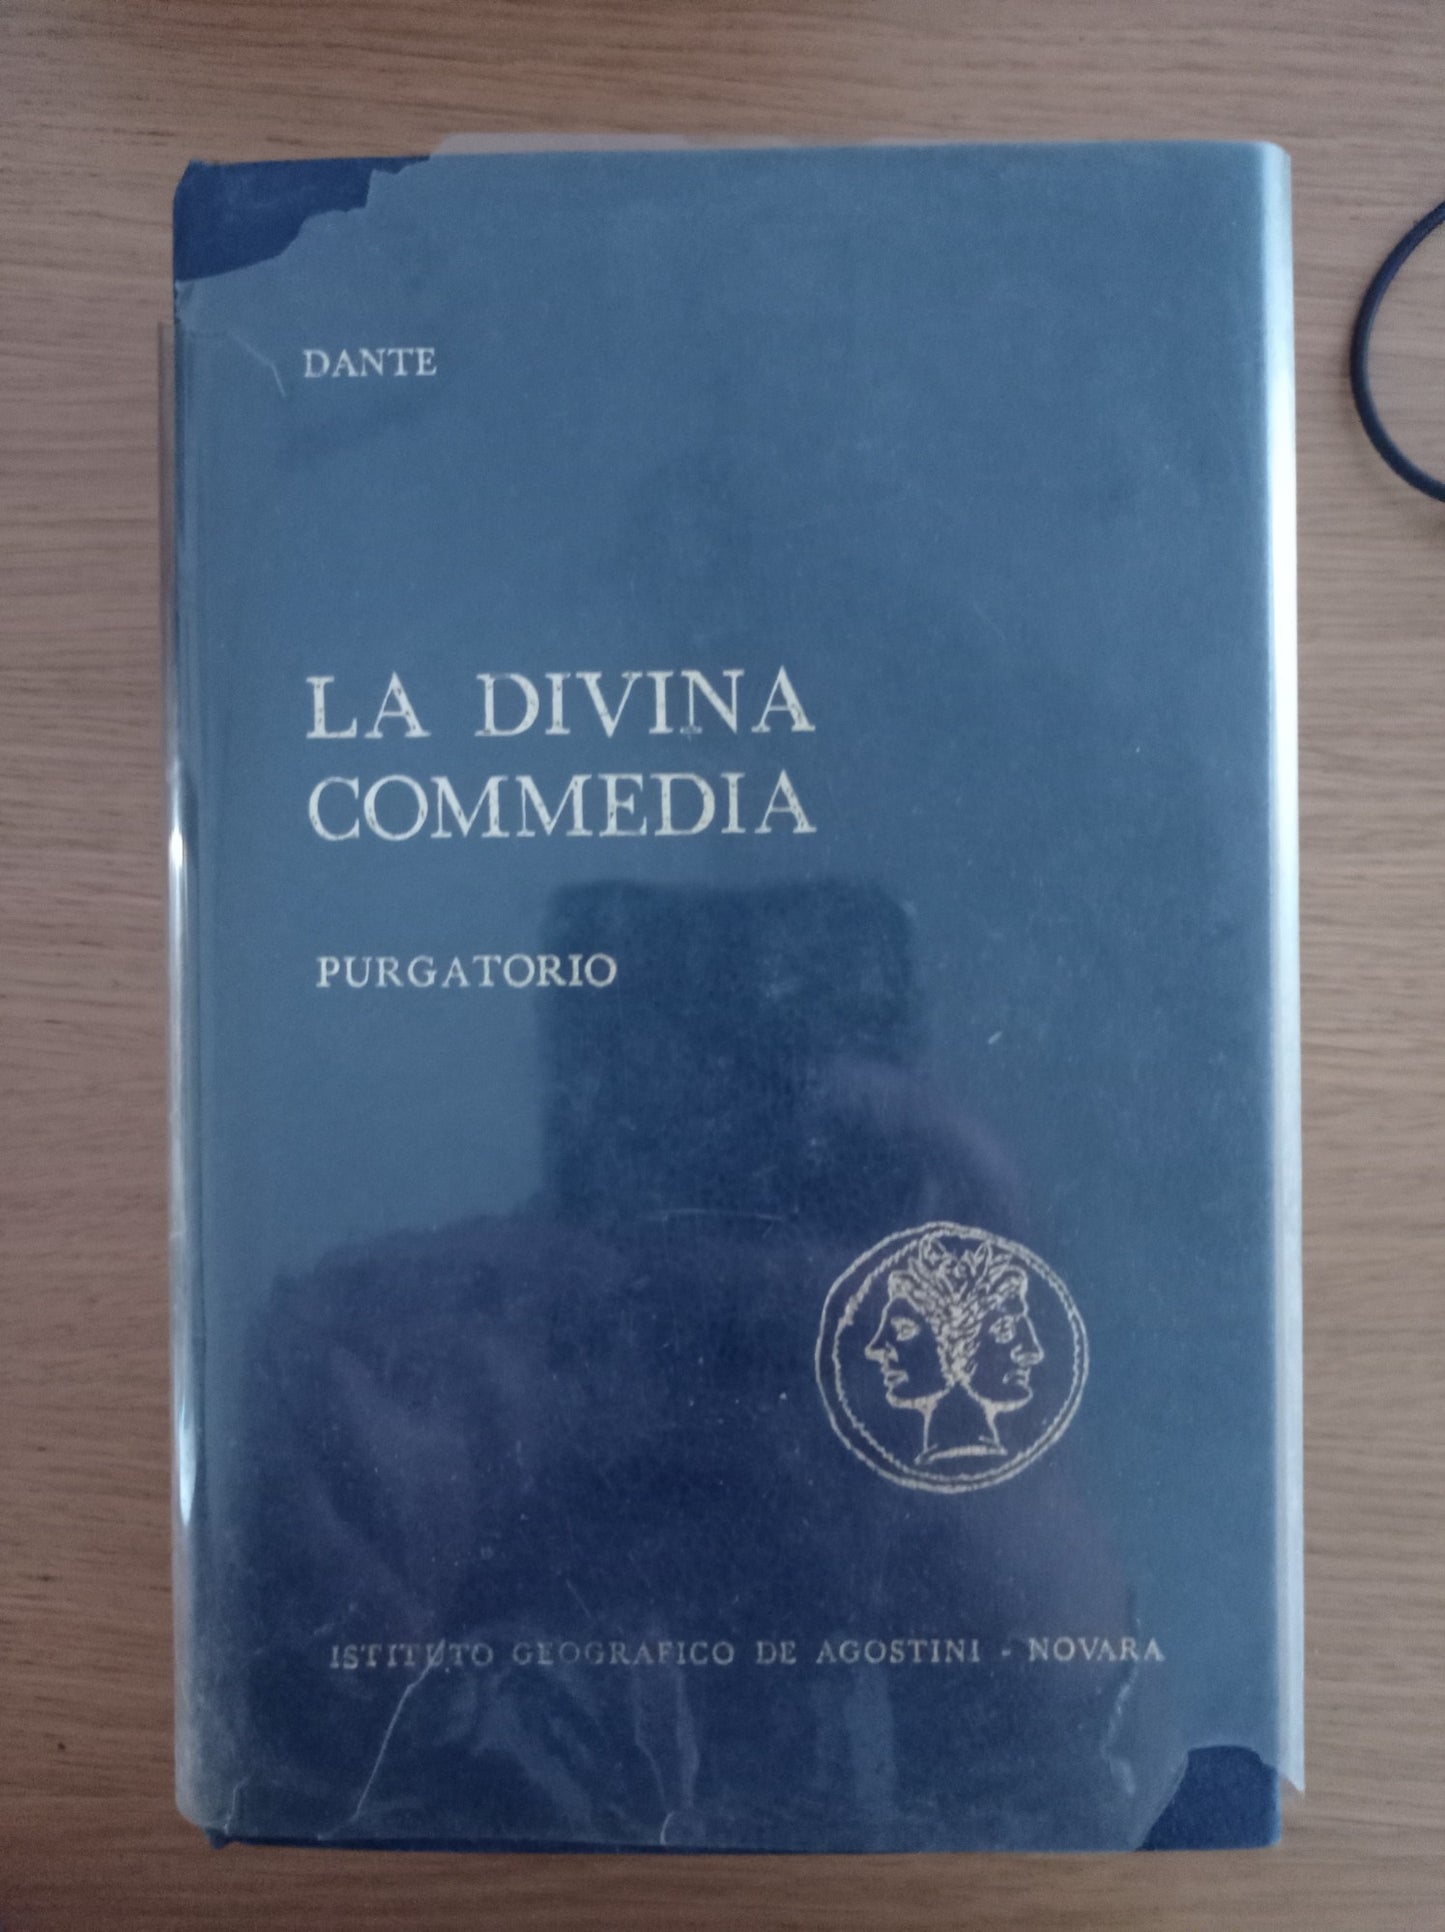 DANTE
LA DIVINA
COMMEDIA
PURGATORIO
ISTITUTO GEOGRAFICO DE AGOSTINI - NOVARA